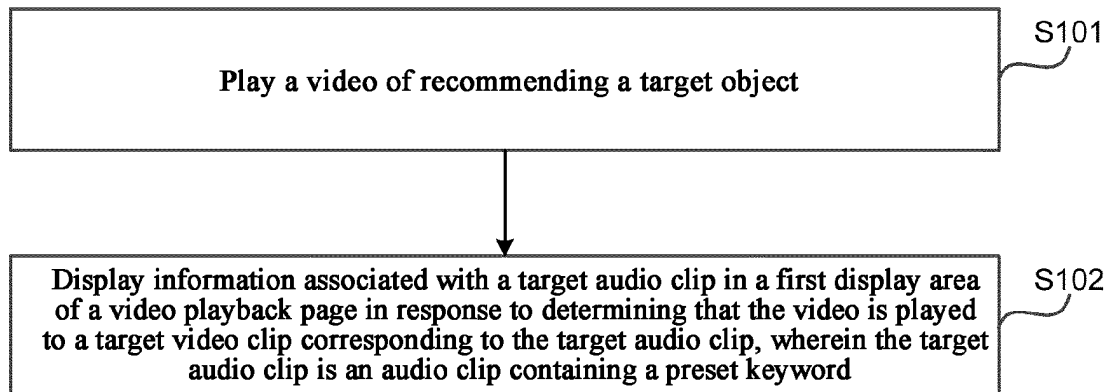 S101
Play a video of recommending a target object
Display information associated with a target audio clip in a first display area
S102
of a video playback page in response to determining that the video is played
to a target video clip corresponding to the target audio clip, wherein the target
audio clip is an audio clip containing a preset keyword